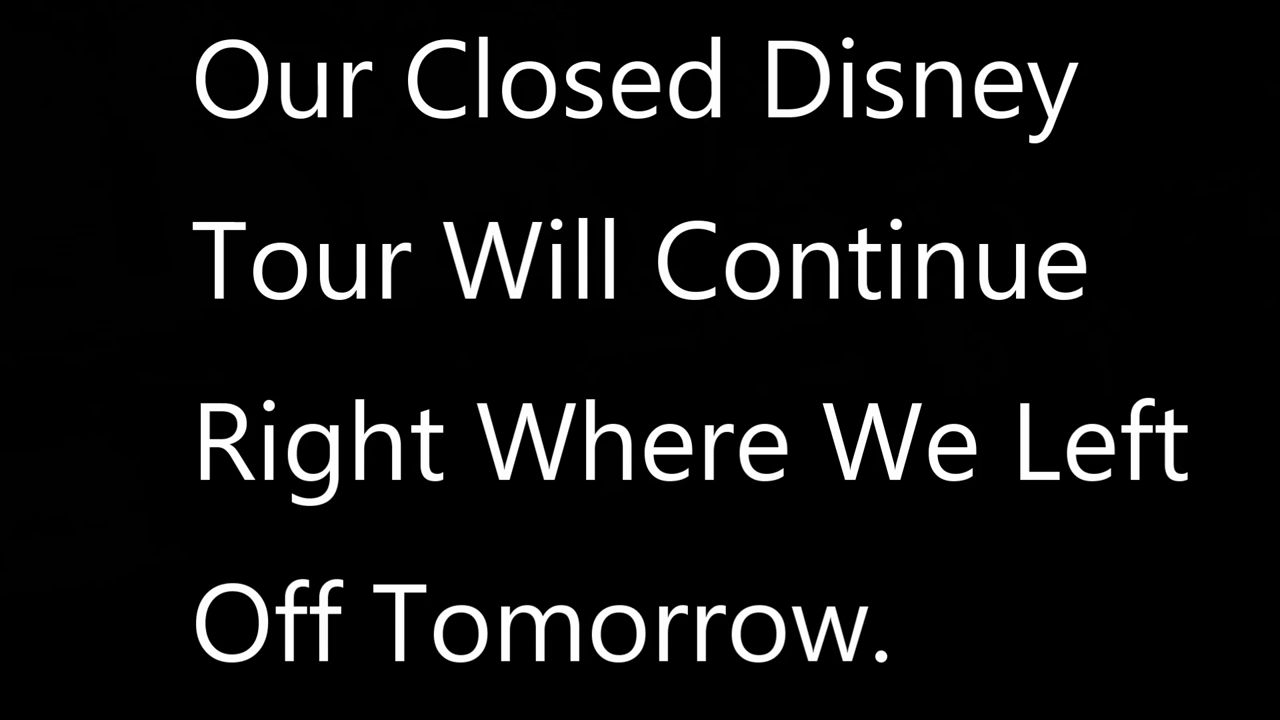 Our Closed Disney
Tour Will Continue
Right Where We Left
Off Tomorrow.